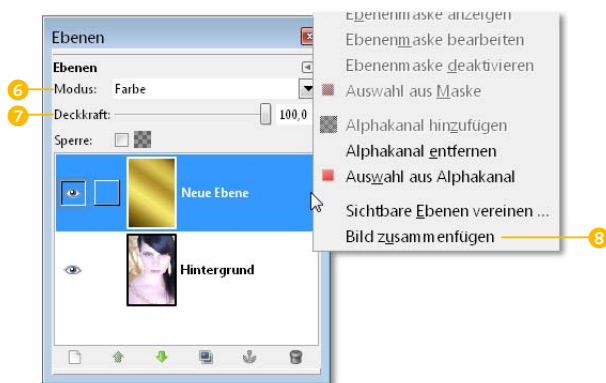 Ebenen
Ebenen
6 Modus: Farbe
7 Deckkraft: 100,0
Sperre:
Neue Ebene
Hintergrund
Ebenenmaske anzeigen
Ebenenmaske bearbeiten
Ebenenmaske deaktivieren
Auswahl aus Maske
Alphakanal hinzufügen
Alphakanal entfernen
Auswahl aus Alphakanal
Sichtbare Ebenen vereinen ...
Bild zusammenfügen 8